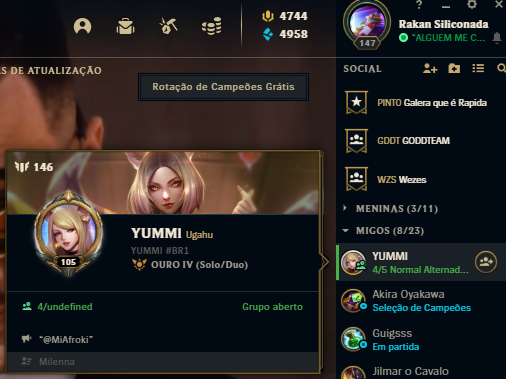 4744
4958
147
Rakan Siliconada
"ALGUEM ME C...
S DE ATUALIZAÇÃO
Rotação de Campeões Grátis
SOCIAL
PINTO Galera que é Rapida
GDDT GODDTEAM
WZS Wezes
MENINAS (3/11)
MIGOS (8/23)
146
105
YUMMI Ugahu
YUMMI #BR1
OURO IV (Solo/Duo)
4/undefined
Grupo aberto
"@MiAfroki"
Milenna
YUMMI
4/5 Normal Alternad...
Akira Oyakawa
Seleção de Campeões
Guigsss
Em partida
Jilmar o Cavalo